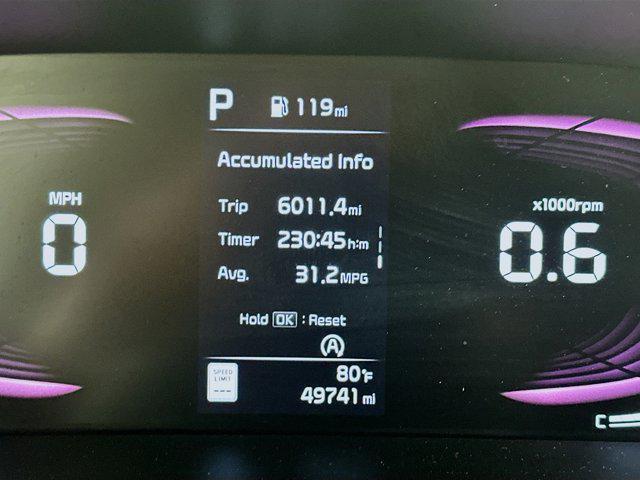 P 119mi
Accumulated Info
MPH
x1000rpm
Trip 6011.4mi
0
Timer 230:45h:m
0.6
Avg. 31.2MPG
Hold OK : Reset
A
SPEED
LIMIT
---
80°F
49741 mi
C